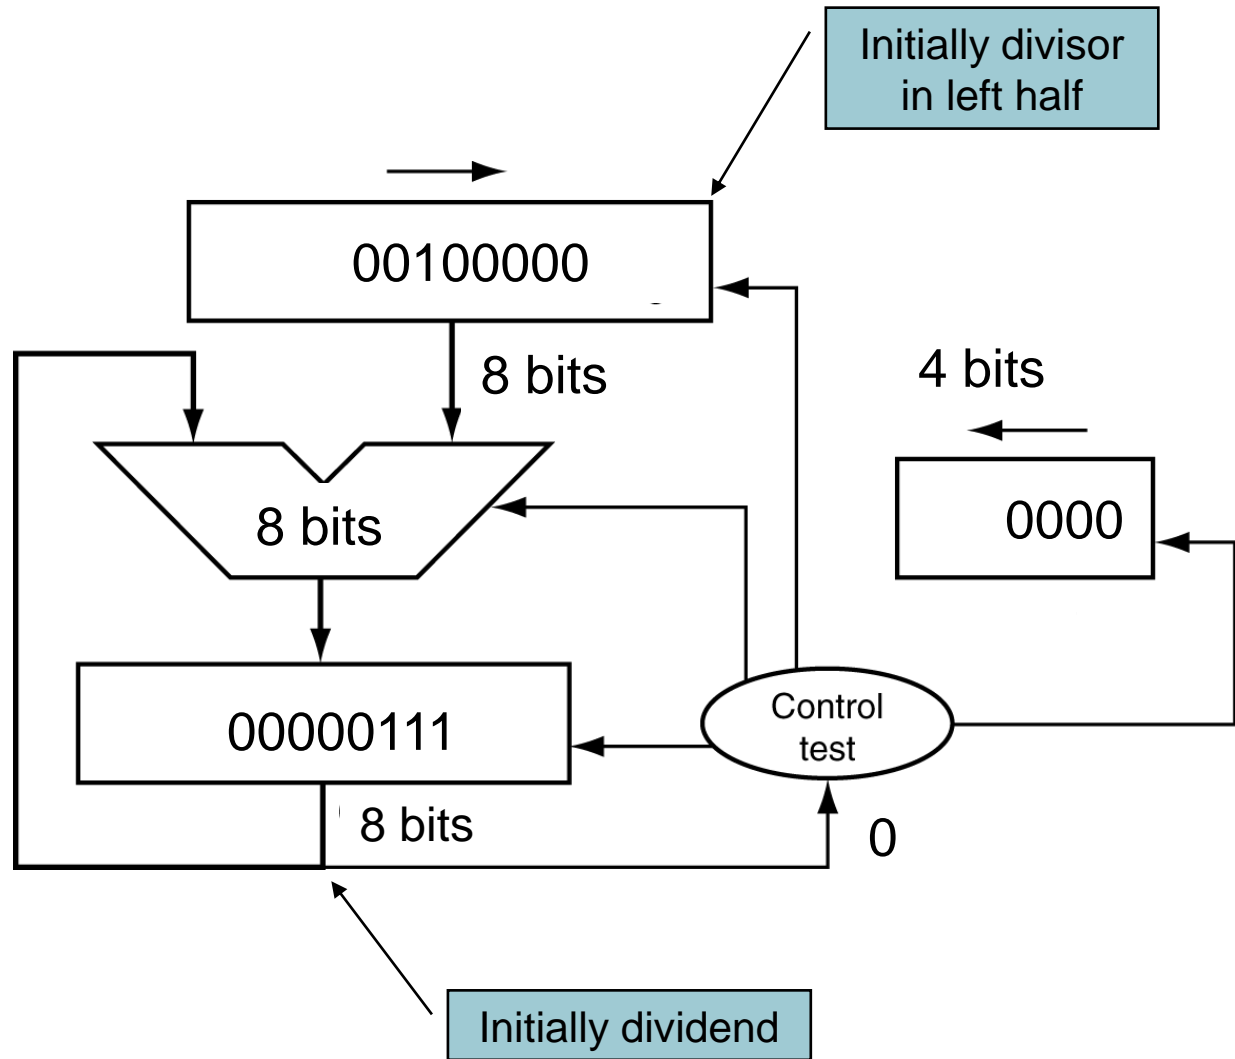 Initially divisor
in left half
00100000
8 bits
4 bits
8 bits
0000
00000111
Control
test
8 bits
0
Initially dividend